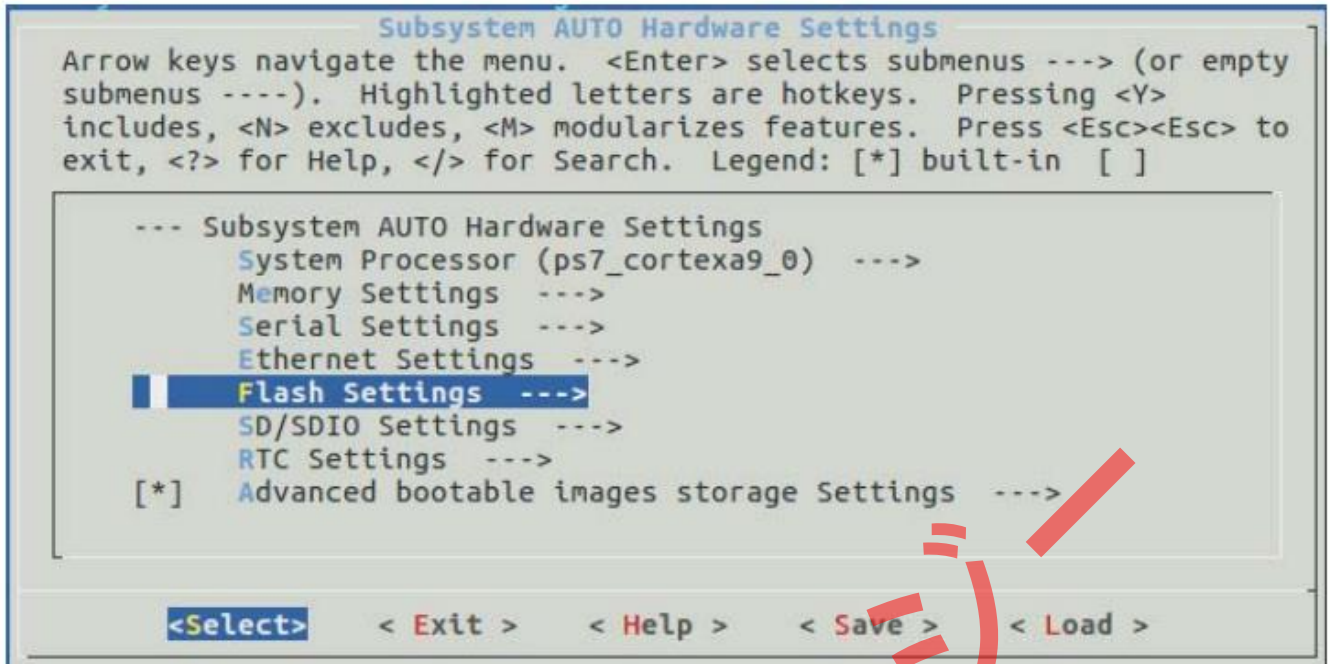 Subsystem AUTO Hardware Settings
Arrow keys navigate the menu.  <Enter> selects submenus ---> (or empty
submenus ----).  Highlighted letters are hotkeys.  Pressing <Y>
includes, <N> excludes, <M> modularizes features.  Press <Esc><Esc> to
exit, <?> for Help, </> for Search.  Legend: [*] built-in  [ ]
--- Subsystem AUTO Hardware Settings
System Processor (ps7_cortexa9_0)  --->
Memory Settings  --->
Serial Settings  --->
Ethernet Settings  --->
Flash Settings  --->
SD/SDIO Settings  --->
RTC Settings  --->
[*]   Advanced bootable images storage Settings  --->
<Select>    < Exit >    < Help >    < Save >    < Load >